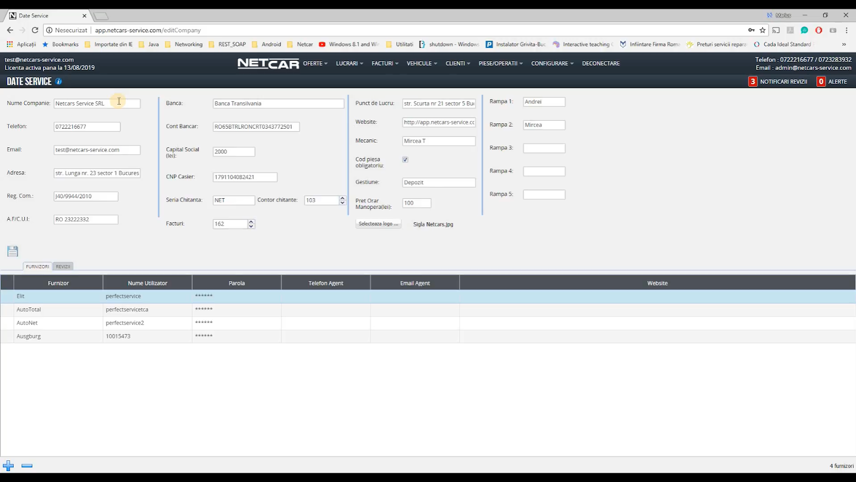 Date Service
Nesecurizat | app.netcars-service.com/editCompany
Aplicații Bookmarks Importate din IE Java Networking REST_SOAP Android Netcar Windows 8.1 and W Utilitati shutdown - Windows Instalator Grivita-Bucu Interactive teaching Infiintare Firma Rom Preturi servicii repara Cada Ideal Standard
test@netcars-service.com
Licenta activa pana la 13/08/2019
NETCAR OFERTE LUCRARI FACTURI VEHICULE CLIENTI PIESE/OPERATII CONFIGURARE DECONECTARE
Telefon : 0722216677 / 0723283932
Email : admin@netcars-service.com
DATE SERVICE
3 NOTIFICARI REVIZII 0 ALERTE
Nume Companie: Netcars Service SRL
Telefon: 0722216677
Email: test@netcars-service.com
Adresa: str. Lunga nr. 23 sector 1 Bucures
Reg. Com.: J40/9944/2010
A.F/C.U.I: RO 23222332
Banca: Banca Transilvania
Cont Bancar: RO65BTRLRONCRT0343772501
Capital Social (lei): 2000
CNP Casier: 1791104082421
Seria Chitanta: NET Contor chitante: 103
Facturi: 162
Punct de Lucru: str. Scurta nr 21 sector 5 Buc
Website: http://app.netcars-service.co
Mecanic: Mircea T
Cod piesa obligatoriu:
Gestiune: Depozit
Pret Orar Manopera(lei): 100
Selecteaza logo ... Sigla Netcars.jpg
Rampa 1: Andrei
Rampa 2: Mircea
Rampa 3:
Rampa 4:
Rampa 5:
FURNIZORI REVIZII
Furnizor Nume Utilizator Parola Telefon Agent Email Agent Website
Elit perfectservice ******
AutoTotal perfectservicetca ******
AutoNet perfectservice2 ******
Ausgburg 10015473 ******
4 furnizori